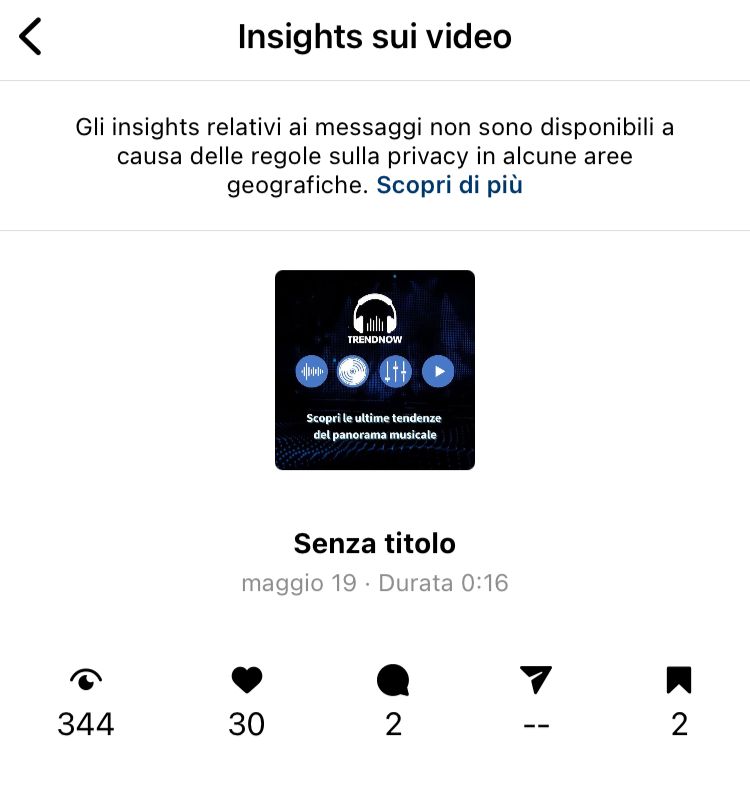 Insights sui video
Gli insights relativi ai messaggi non sono disponibili a
causa delle regole sulla privacy in alcune aree
geografiche. Scopri di più
TRENDNOW
Scopri le ultime tendenze
del panorama musicale
Senza titolo
maggio 19 · Durata 0:16
344 30 2 -- 2